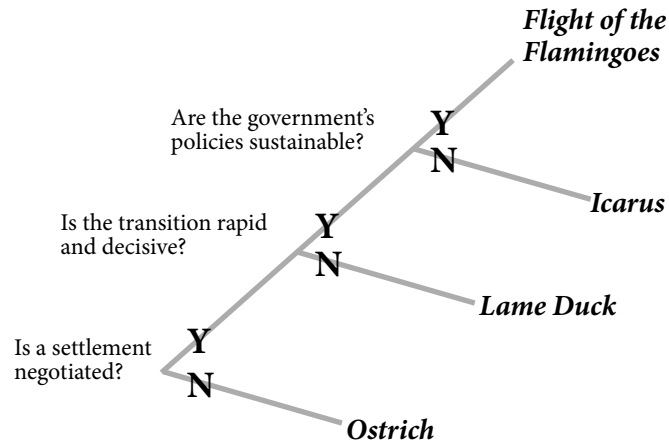 Flight of the
Flamingoes
Are the government’s
policies sustainable?
Y
N
Icarus
Is the transition rapid
and decisive?
Y
N
Lame Duck
Is a settlement
negotiated?
Y
N
Ostrich